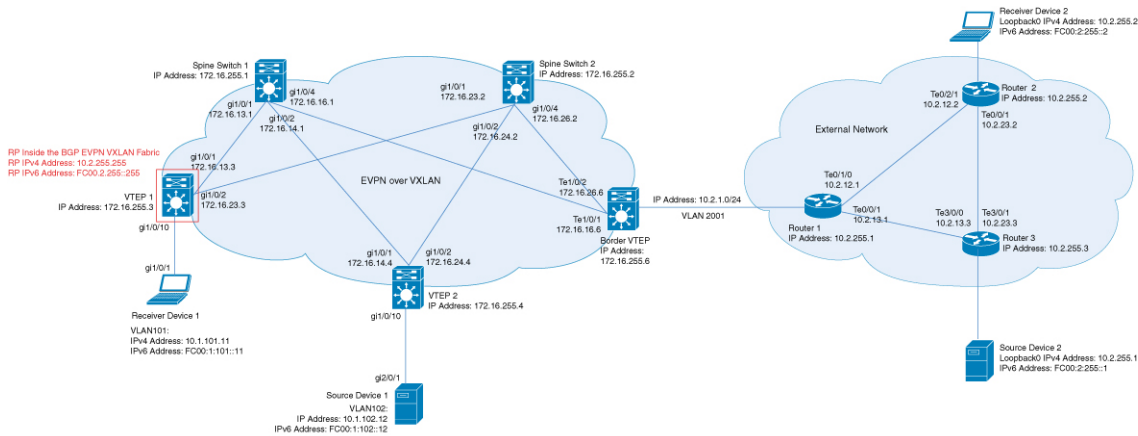 Receiver Device 2
Loopback0 IPv4 Address: 10.2.255.2
IPv6 Address: FC00:2:255::2
Spine Switch 1
IP Address: 172.16.255.1
Spine Switch 2
IP Address: 172.16.255.2
gi1/0/4
172.16.16.1
gi1/0/1
172.16.13.1
gi1/0/2
172.16.14.1
gi1/0/1
172.16.23.2
gi1/0/4
172.16.26.2
gi1/0/2
172.16.24.2
Te0/2/1
10.2.12.2
Router 2
IP Address: 10.2.255.2
Te0/0/1
10.2.23.2
External Network
RP Inside the BGP EVPN VXLAN Fabric
RP IPv4 Address: 10.2.255.255
RP IPv6 Address: FC00.2.255::255
gi1/0/1
172.16.13.3
VTEP 1
IP Address: 172.16.255.3
gi1/0/2
172.16.23.3
gi1/0/10
EVPN over VXLAN
Te1/0/2
172.16.26.6
Te1/0/1
172.16.16.6
Border VTEP
IP Address:
172.16.255.6
IP Address: 10.2.1.0/24
VLAN 2001
Te0/1/0
10.2.12.1
Te0/0/1
10.2.13.1
Router 1
IP Address: 10.2.255.1
Te3/0/0
10.2.13.3
Te3/0/1
10.2.23.3
Router 3
IP Address: 10.2.255.3
gi1/0/1
172.16.14.4
gi1/0/2
172.16.24.4
VTEP 2
IP Address: 172.16.255.4
gi1/0/10
gi1/0/1
Receiver Device 1
VLAN101:
IPv4 Address: 10.1.101.11
IPv6 Address: FC00:1:101::11
gi2/0/1
Source Device 1
VLAN102:
IP Address: 10.1.102.12
IPv6 Address: FC00:1:102::12
Source Device 2
Loopback0 IPv4 Address: 10.2.255.1
IPv6 Address: FC00:2:255::1